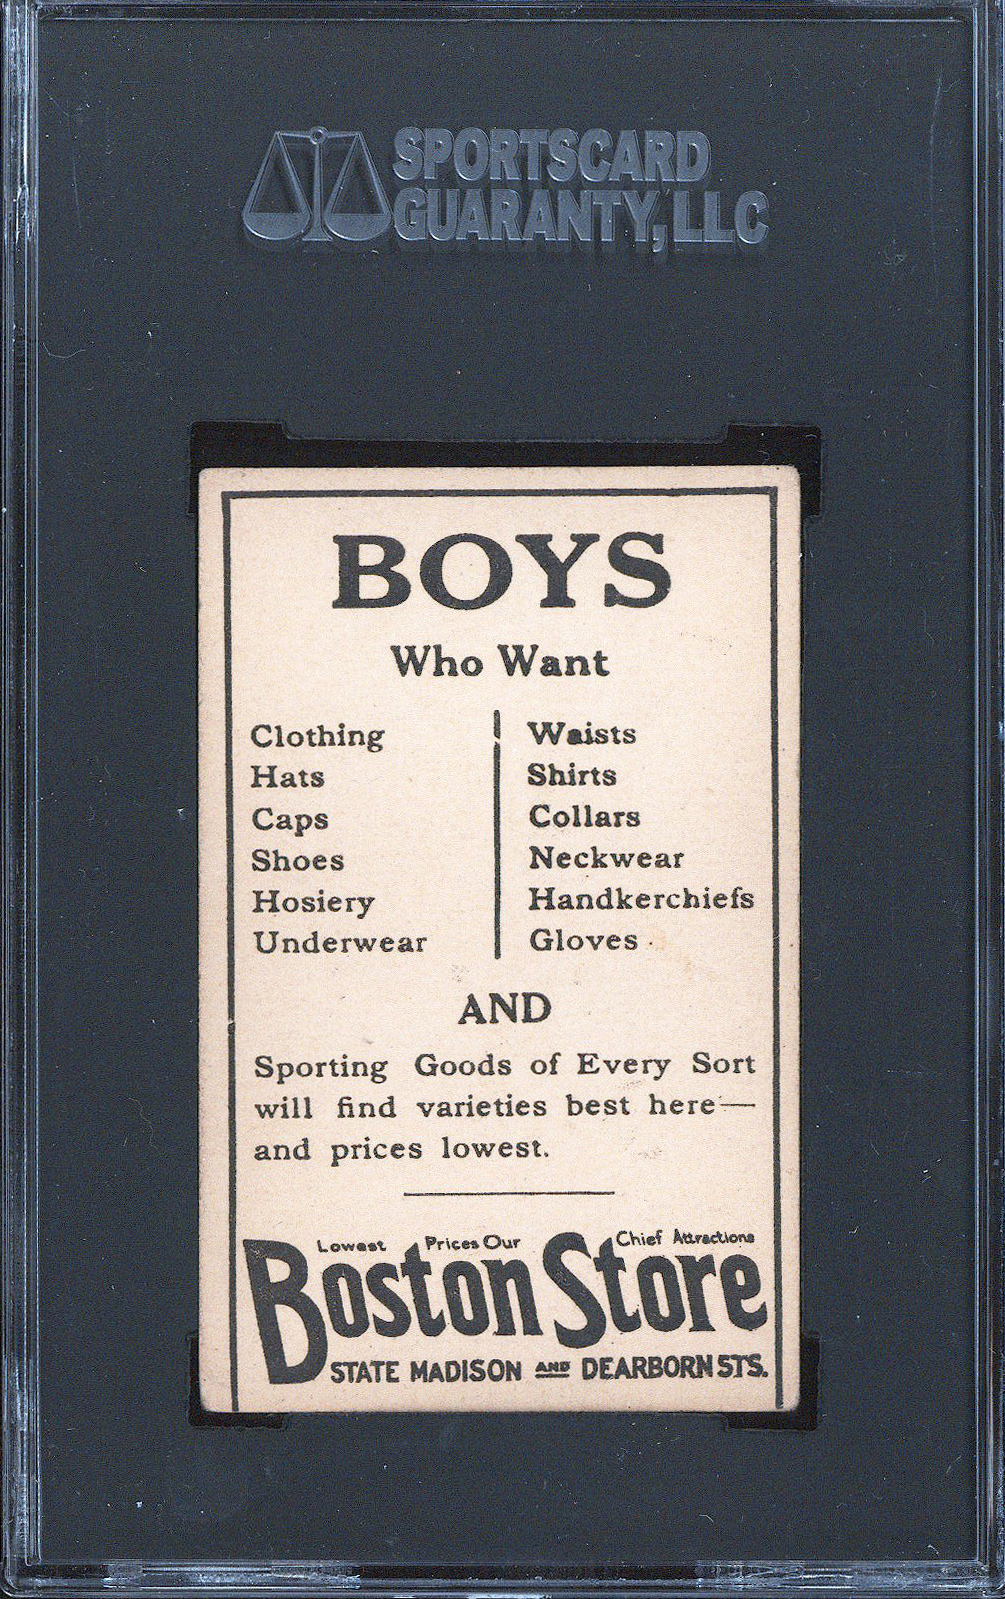 SPORTSCARD
GUARANTY, LLC
BOYS
Who Want
Clothing
Hats
Caps
Shoes
Hosiery
Underwear
Waists
Shirts
Collars
Neckwear
Handkerchiefs
Gloves
AND
Sporting Goods of Every Sort
will find varieties best here—
and prices lowest.
Lowest Prices Our Chief Attractions
Boston Store
STATE MADISON AND DEARBORN STS.